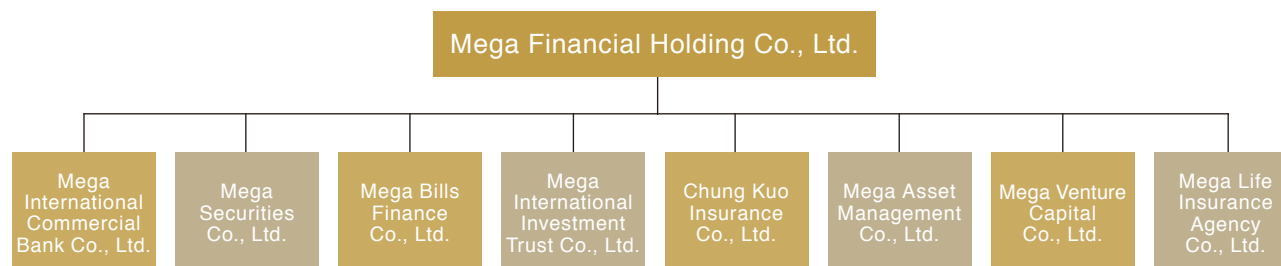 Mega Financial Holding Co., Ltd.
Mega
International
Commercial
Bank Co., Ltd.
Mega
Securities
Co., Ltd.
Mega Bills
Finance
Co., Ltd.
Mega
International
Investment
Trust Co., Ltd.
Chung Kuo
Insurance
Co., Ltd.
Mega Asset
Management
Co., Ltd.
Mega Venture
Capital
Co., Ltd.
Mega Life
Insurance
Agency
Co., Ltd.